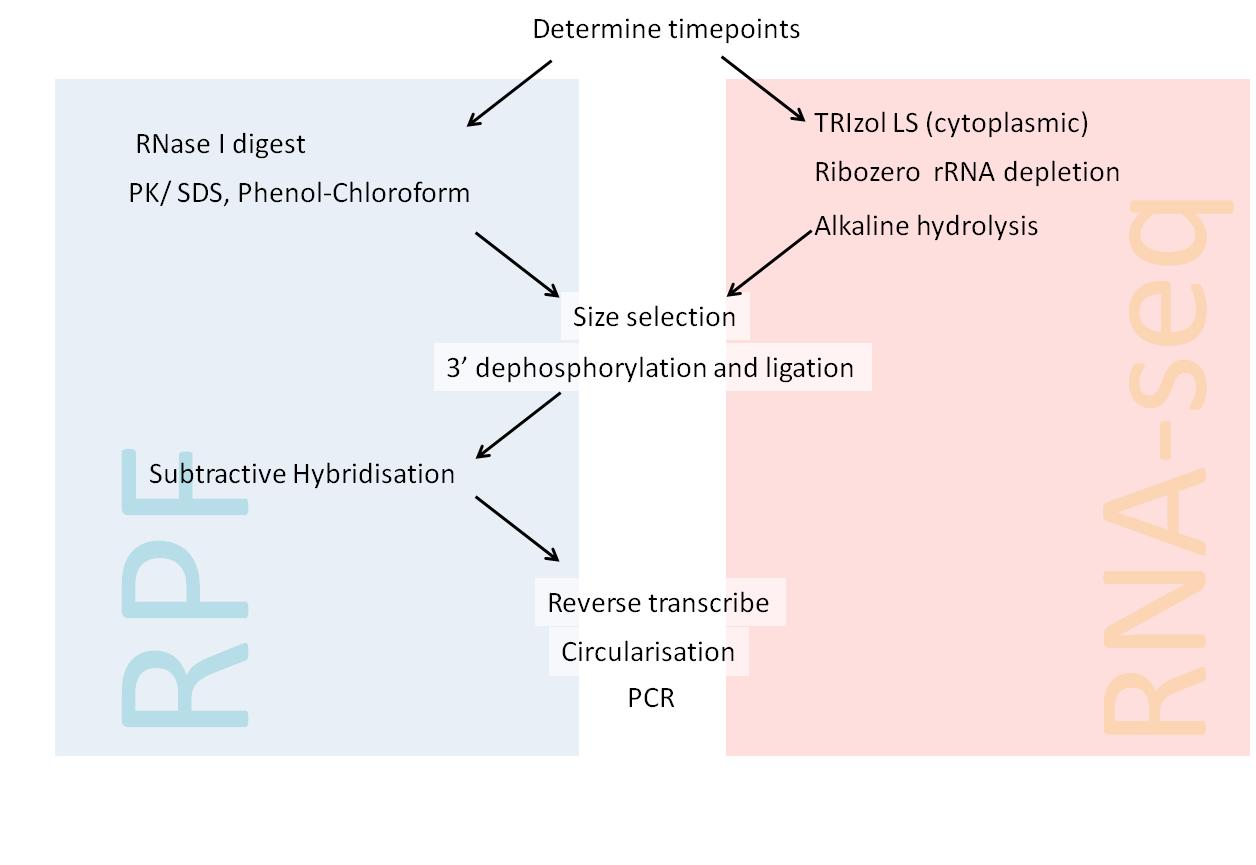 Determine timepoints
RNase I digest
PK/ SDS, Phenol-Chloroform
TRIzol LS (cytoplasmic)
Ribozero rRNA depletion
Alkaline hydrolysis
Size selection
3’ dephosphorylation and ligation
Subtractive Hybridisation
Reverse transcribe
Circularisation
PCR
RPF
RNA-seq